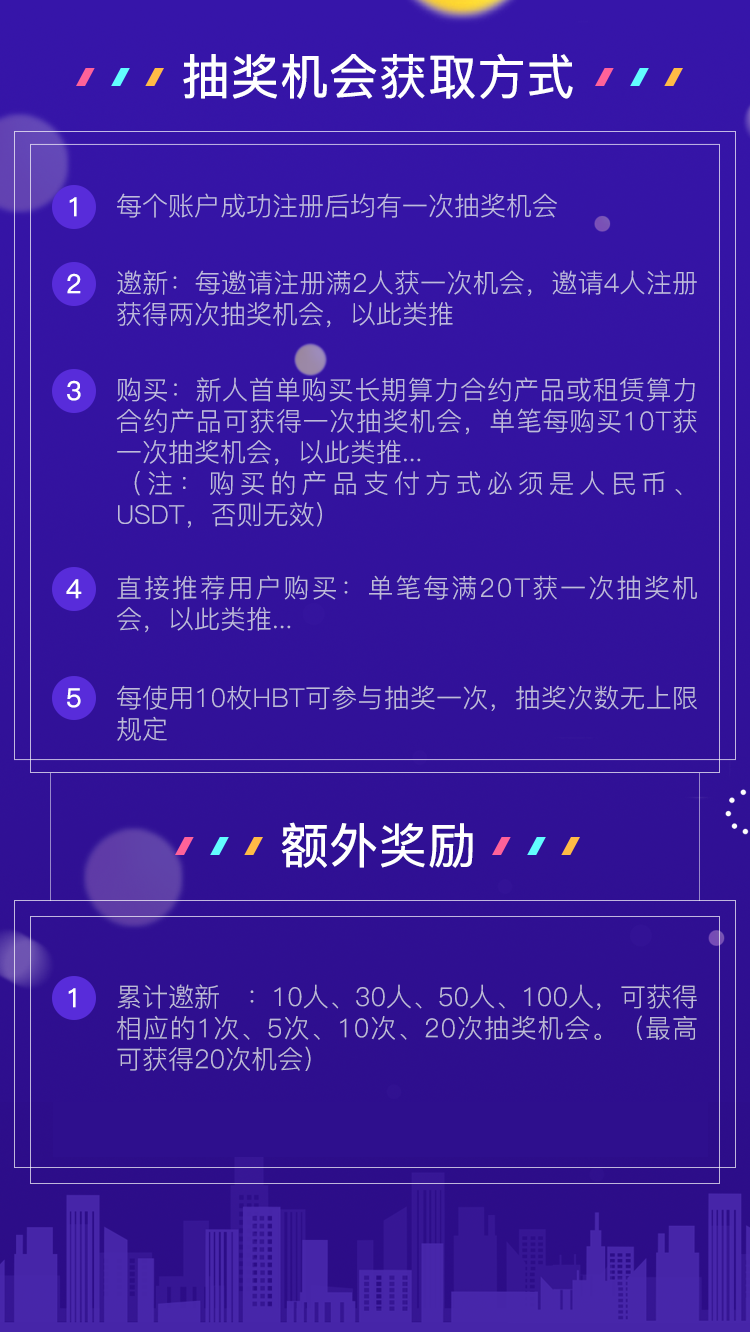 抽奖机会获取方式
1 每个账户成功注册后均有一次抽奖机会
2 邀新：每邀请注册满2人获一次机会，邀请4人注册
获得两次抽奖机会，以此类推
3 购买：新人首单购买长期算力合约产品或租赁算力
合约产品可获得一次抽奖机会，单笔每购买10T获
一次抽奖机会，以此类推...
（注：购买的产品支付方式必须是人民币、
USDT，否则无效）
4 直接推荐用户购买：单笔每满20T获一次抽奖机
会，以此类推...
5 每使用10枚HBT可参与抽奖一次，抽奖次数无上限
规定
额外奖励
1 累计邀新 ：10人、30人、50人、100人，可获得
相应的1次、5次、10次、20次抽奖机会。（最高
可获得20次机会）